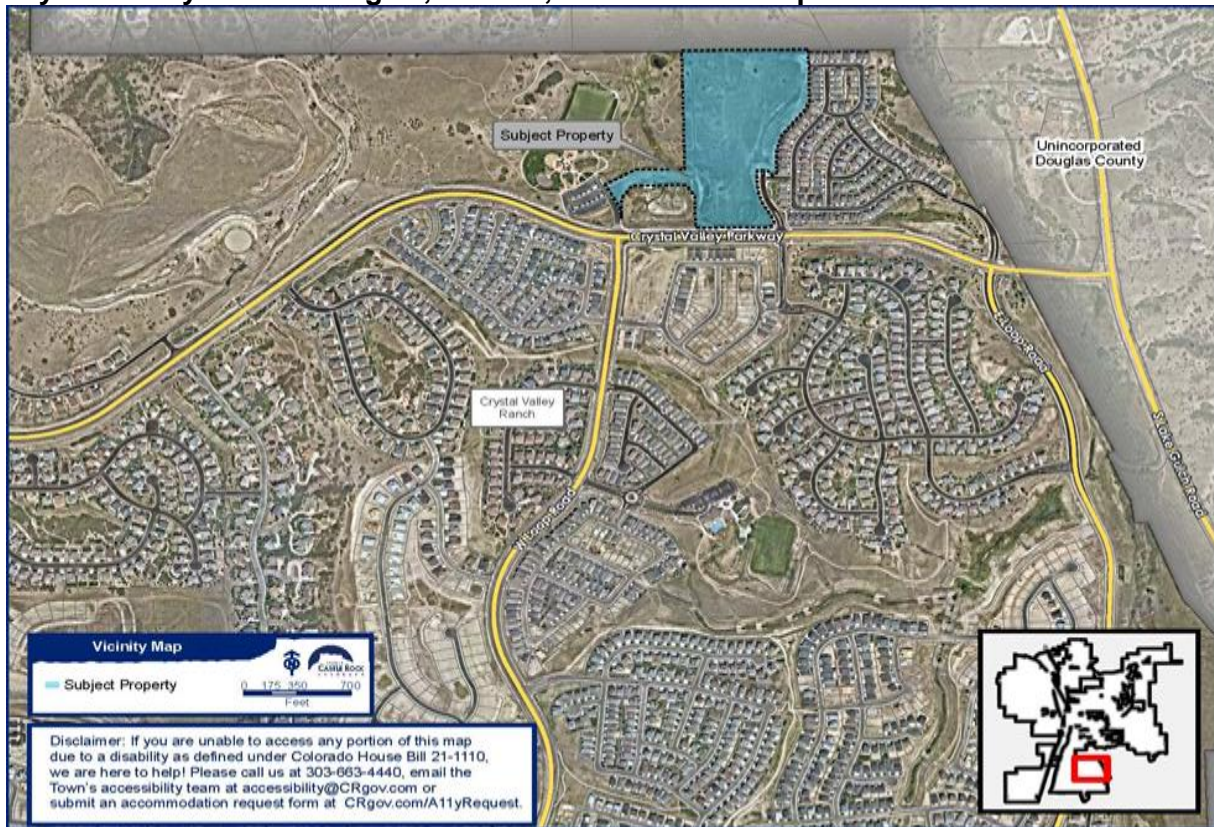 Subject Property
Unincorporated
Douglas County
Crystal Valley Parkway
E Loop Road
Crystal Valley
Ranch
S Lake Gulch Road
W Loop Road
Vicinity Map
CASTLE ROCK
Subject Property
0 175 350 700
Feet
Disclaimer: If you are unable to access any portion of this map
due to a disability as defined under Colorado House Bill 21-1110,
we are here to help! Please call us at 303-663-4440, email the
Town's accessibility team at accessibility@CRgov.com or
submit an accommodation request form at CRgov.com/A11yRequest.